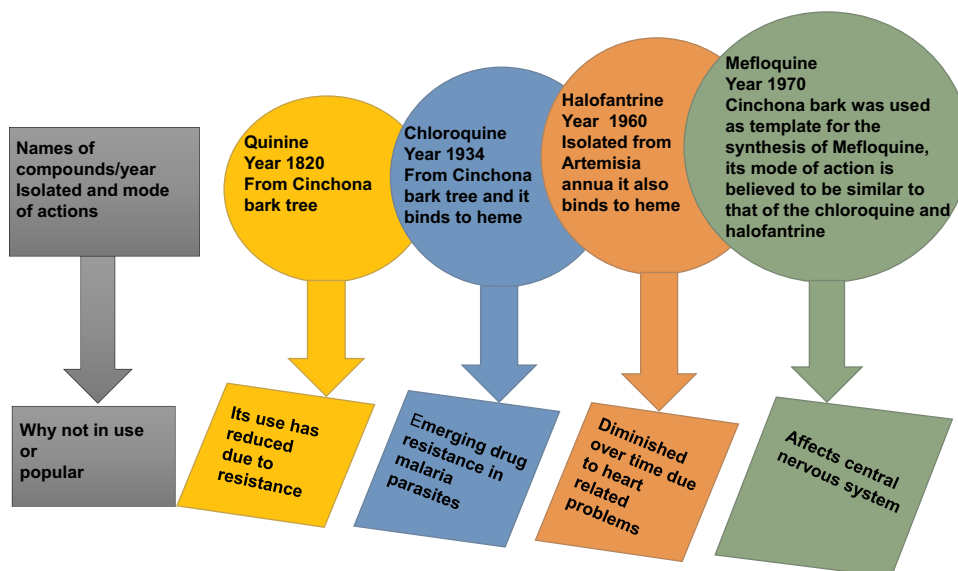 Names of
compounds/year
Isolated and mode
of actions
Quinine
Year 1820
From Cinchona
bark tree
Chloroquine
Year 1934
From Cinchona
bark tree and it
binds to heme
Halofantrine
Year  1960
Isolated from
Artemisia
annua it also
binds to heme
Mefloquine
Year 1970
Cinchona bark was used
as template for the
synthesis of Mefloquine,
its mode of action is
believed to be similar to
that of the chloroquine and
halofantrine
Why not in use
or
popular
Its use has
reduced
due to
resistance
Emerging drug
resistance in
malaria
parasites
Diminished
over time due
to heart
related
problems
Affects central
nervous system